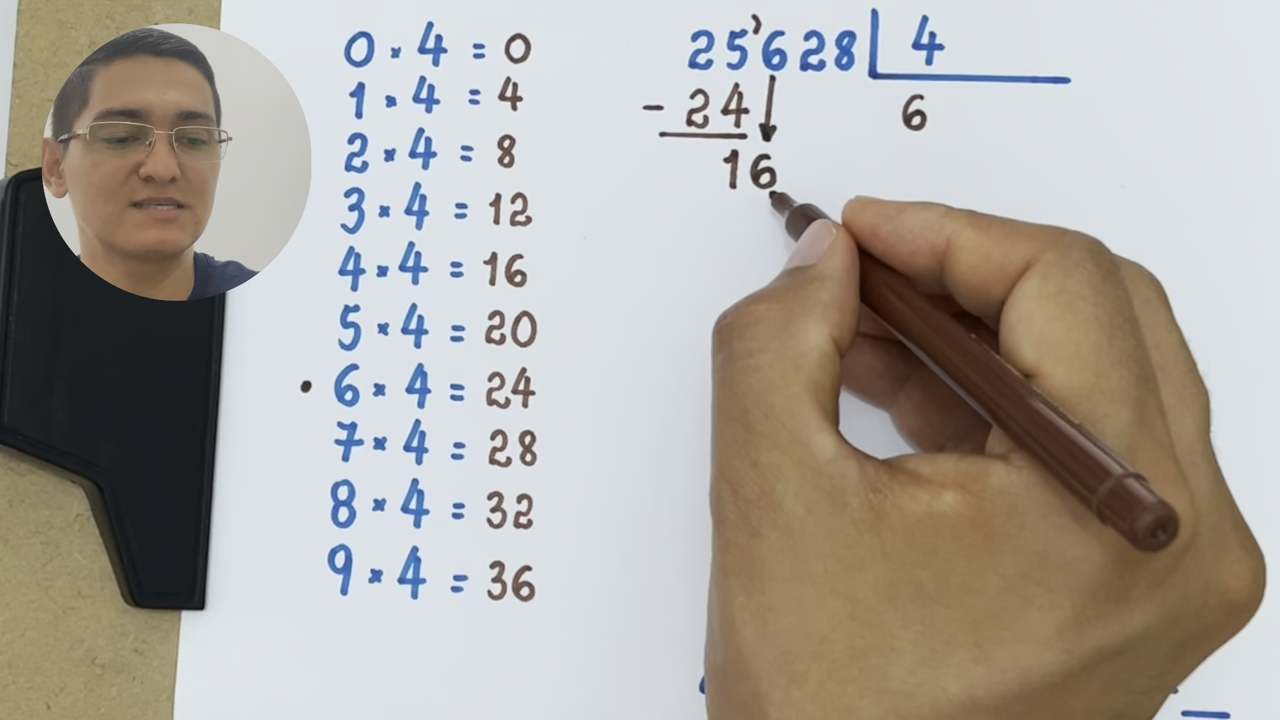 0 × 4 = 0
1 × 4 = 4
2 × 4 = 8
3 × 4 = 12
4 × 4 = 16
5 × 4 = 20
• 6 × 4 = 24
7 × 4 = 28
8 × 4 = 32
9 × 4 = 36
25'628 | 4
- 24 6
16